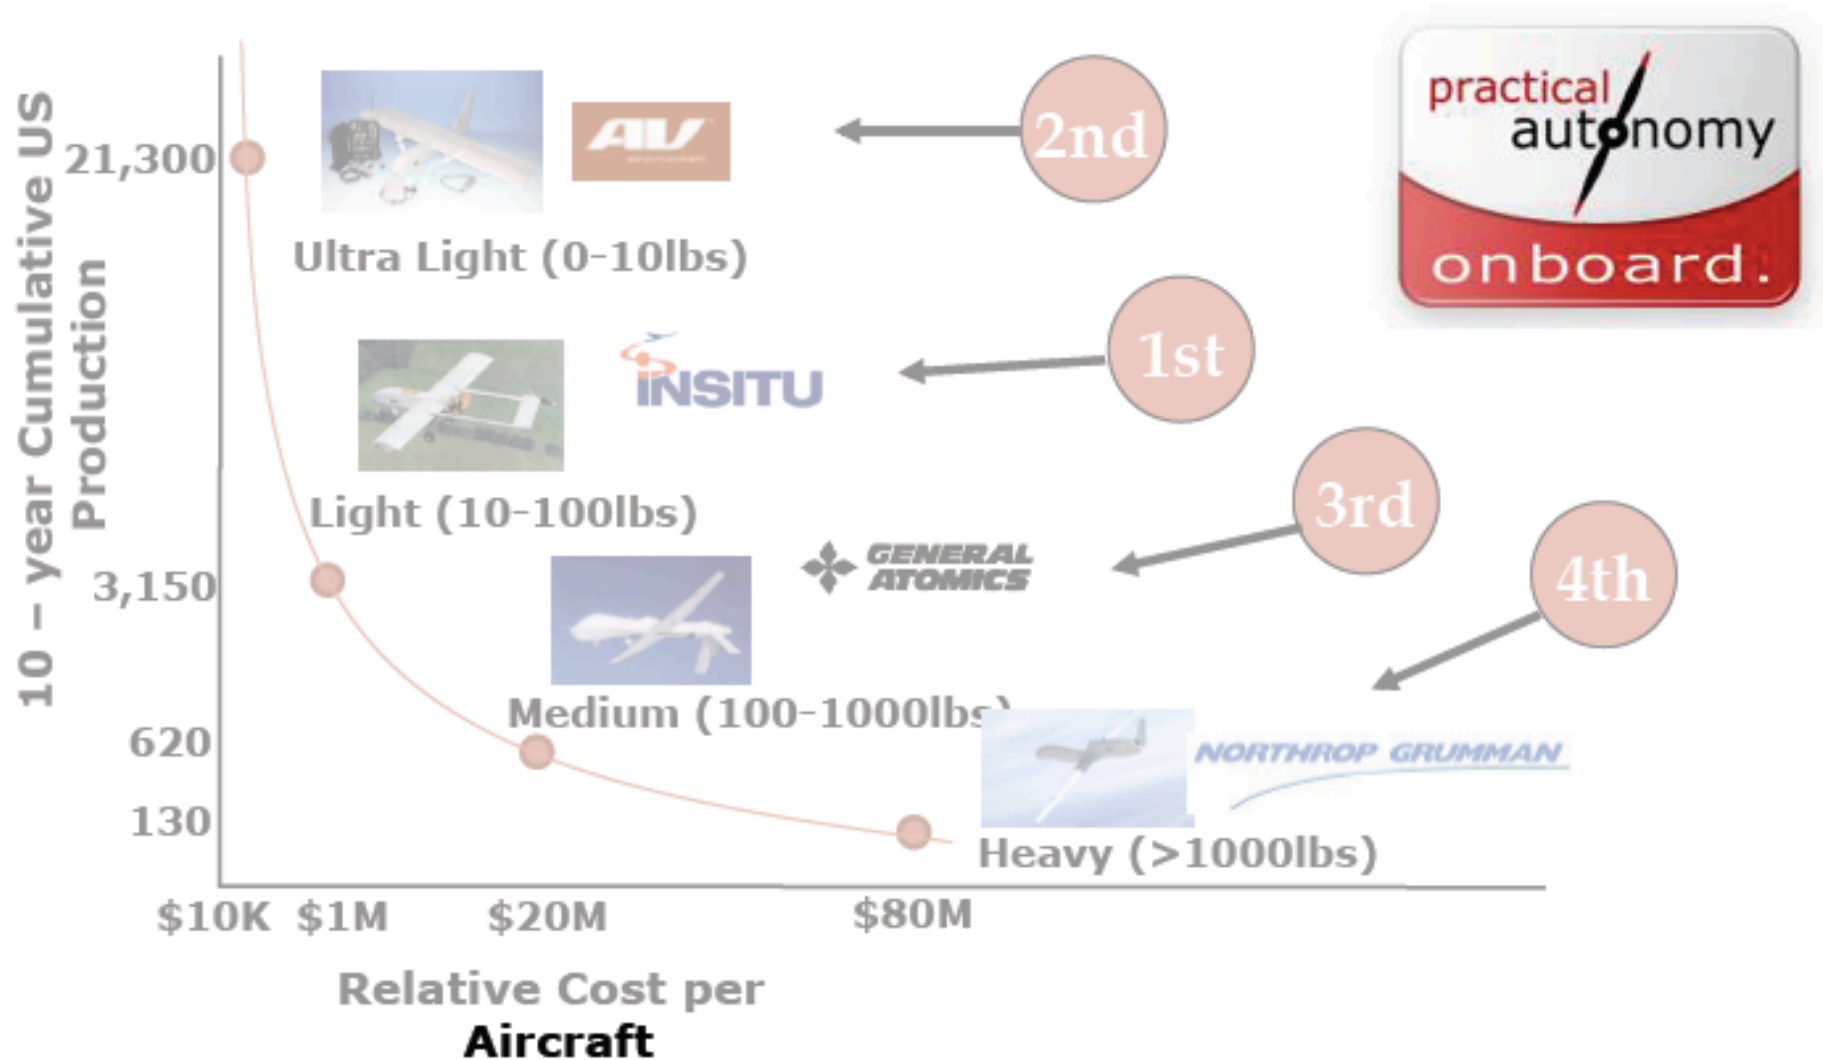 10 – year Cumulative US
Production
21,300
3,150
620
130
AV
2nd
Ultra Light (0-10lbs)
INSITU
1st
Light (10-100lbs)
GENERAL
ATOMICS
3rd
Medium (100-1000lbs)
NORTHROP GRUMMAN
4th
Heavy (>1000lbs)
$10K $1M $20M $80M
Relative Cost per
Aircraft
practical
autonomy
onboard.